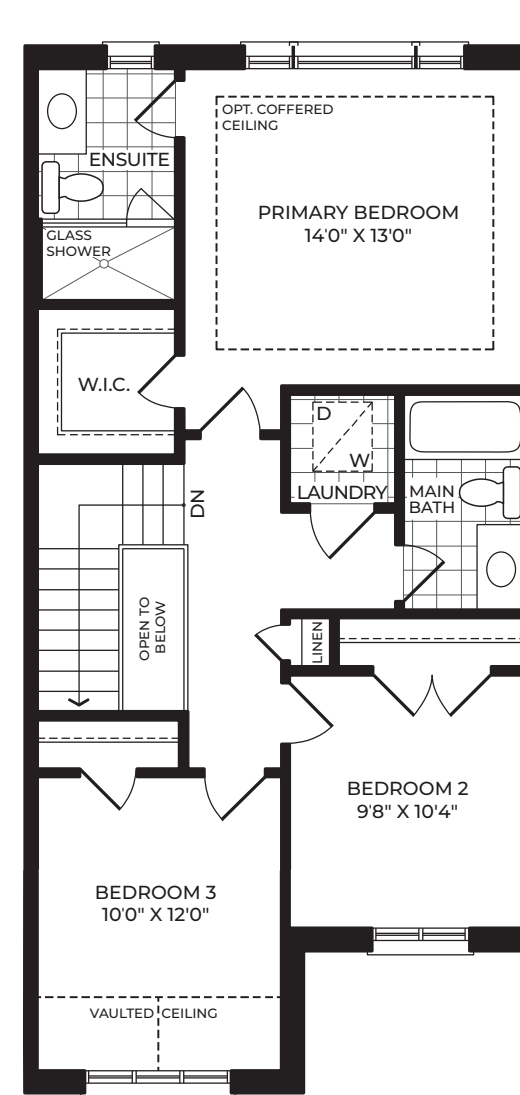 OPT. COFFERED
CEILING
ENSUITE
PRIMARY BEDROOM
14'0" X 13'0"
GLASS
SHOWER
W.I.C.
D
W
LAUNDRY
MAIN
BATH
DN
OPEN TO
BELOW
LINEN
BEDROOM 2
9'8" X 10'4"
BEDROOM 3
10'0" X 12'0"
VAULTED CEILING